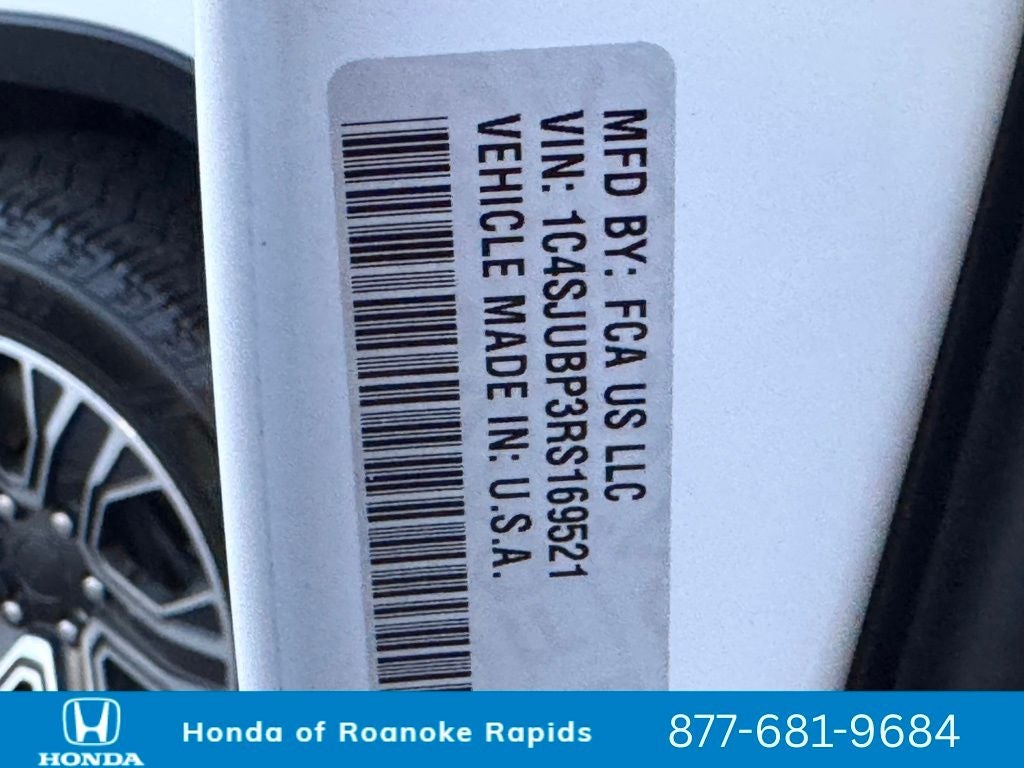 MFD BY: FCA US LLC
VIN: 1C4SJUBP3RS169521
VEHICLE MADE IN: U.S.A.
HONDA
Honda of Roanoke Rapids
877-681-9684